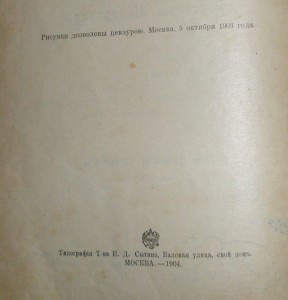 Рисунки дозволены цензурою. Москва, 5 октября 1903 года.
Типографія Т-ва И. Д. Сытина, Валовая улица, свой домъ.
МОСКВА.—1904.